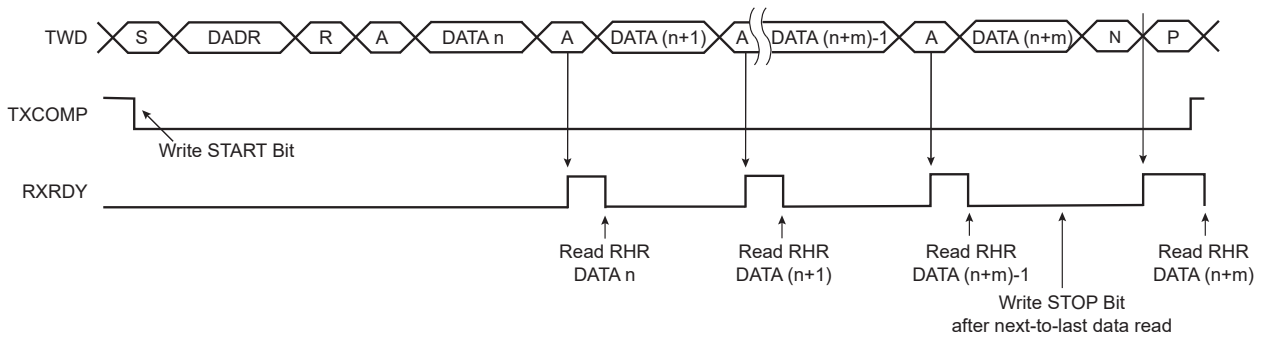 TWD S DADR R A DATA n A DATA (n+1) A DATA (n+m)-1 A DATA (n+m) N P
TXCOMP
Write START Bit
RXRDY
Read RHR Read RHR Read RHR Read RHR
DATA n DATA (n+1) DATA (n+m)-1 DATA (n+m)
Write STOP Bit
after next-to-last data read